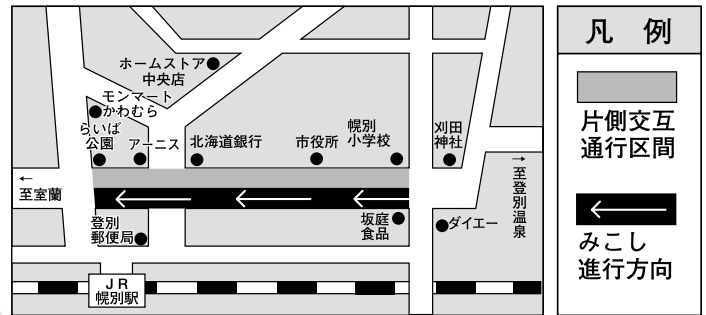 ホームストア
中央店
モンマート
かわむら
らいば
公園
アーニス
北海道銀行
市役所
幌別
小学校
刈田
神社
←
至室蘭
→
至登別温泉
登別
郵便局
坂庭
食品
ダイエー
JR
幌別駅
凡例
片側交互
通行区間
みこし
進行方向